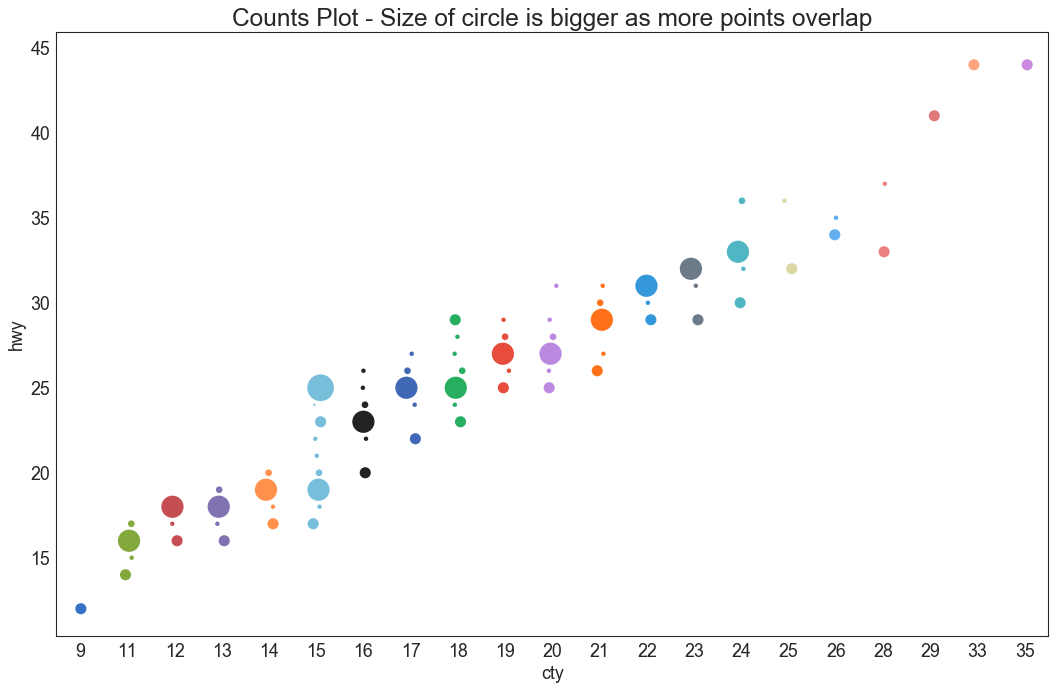 Counts Plot - Size of circle is bigger as more points overlap
45
40
35
30
25
20
15
hwy
9 11 12 13 14 15 16 17 18 19 20 21 22 23 24 25 26 28 29 33 35
cty